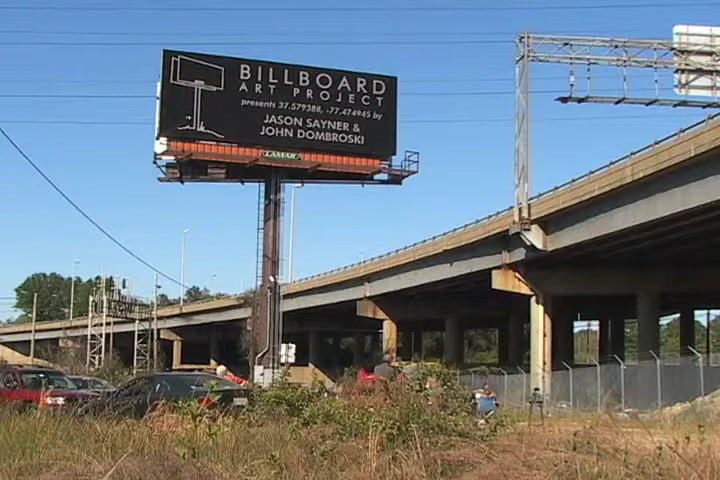 BILLBOARD
ART PROJECT
presents 37.579388, -77.474945 by
JASON SAYNER &
JOHN DOMBROSKI
LAMAR